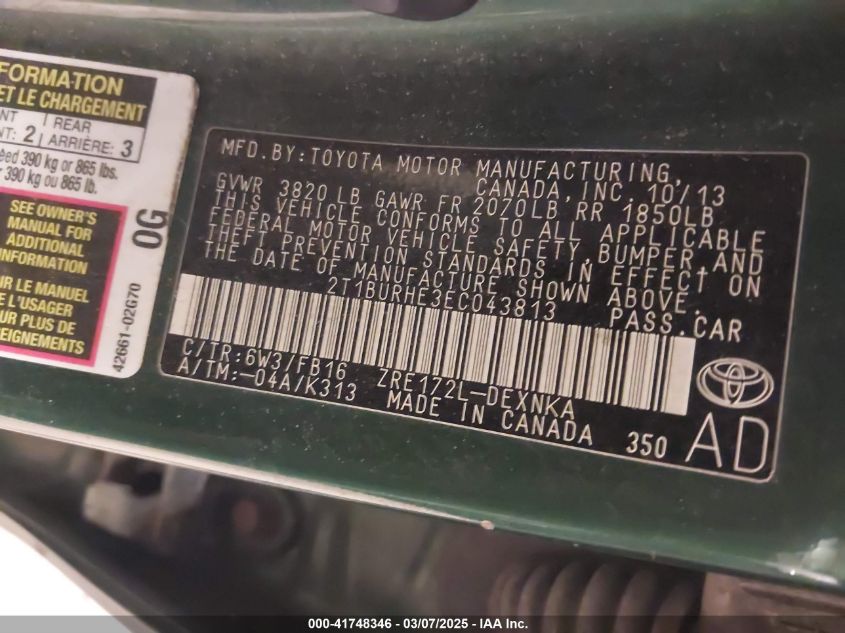 FORMATION
ET LE CHARGEMENT
REAR
2 ARRIÈRE: 3
390 kg or 865 lbs.
390 kg ou 865 lb.
SEE OWNER'S
MANUAL FOR
ADDITIONAL
INFORMATION
LE MANUEL
L'USAGER
PLUS DE
0G
42661-02G70
MFD.BY:TOYOTA MOTOR MANUFACTURING,
CANADA,INC. 10/13
GVWR 3820 LB GAWR FR 2070LB RR 1850LB
THIS VEHICLE CONFORMS TO ALL APPLICABLE
FEDERAL MOTOR VEHICLE SAFETY,BUMPER AND
THEFT PREVENTION STANDARDS IN EFFECT ON
THE DATE OF MANUFACTURE SHOWN ABOVE.
2T1BURHE3EC043813 PASS.CAR
C/TR:6W3/FB16 ZRE172L-DEXNKA
A/TM:-04A/K313 MADE IN CANADA 350 AD
000-41748346 — 03/07/2025 — IAA Inc.